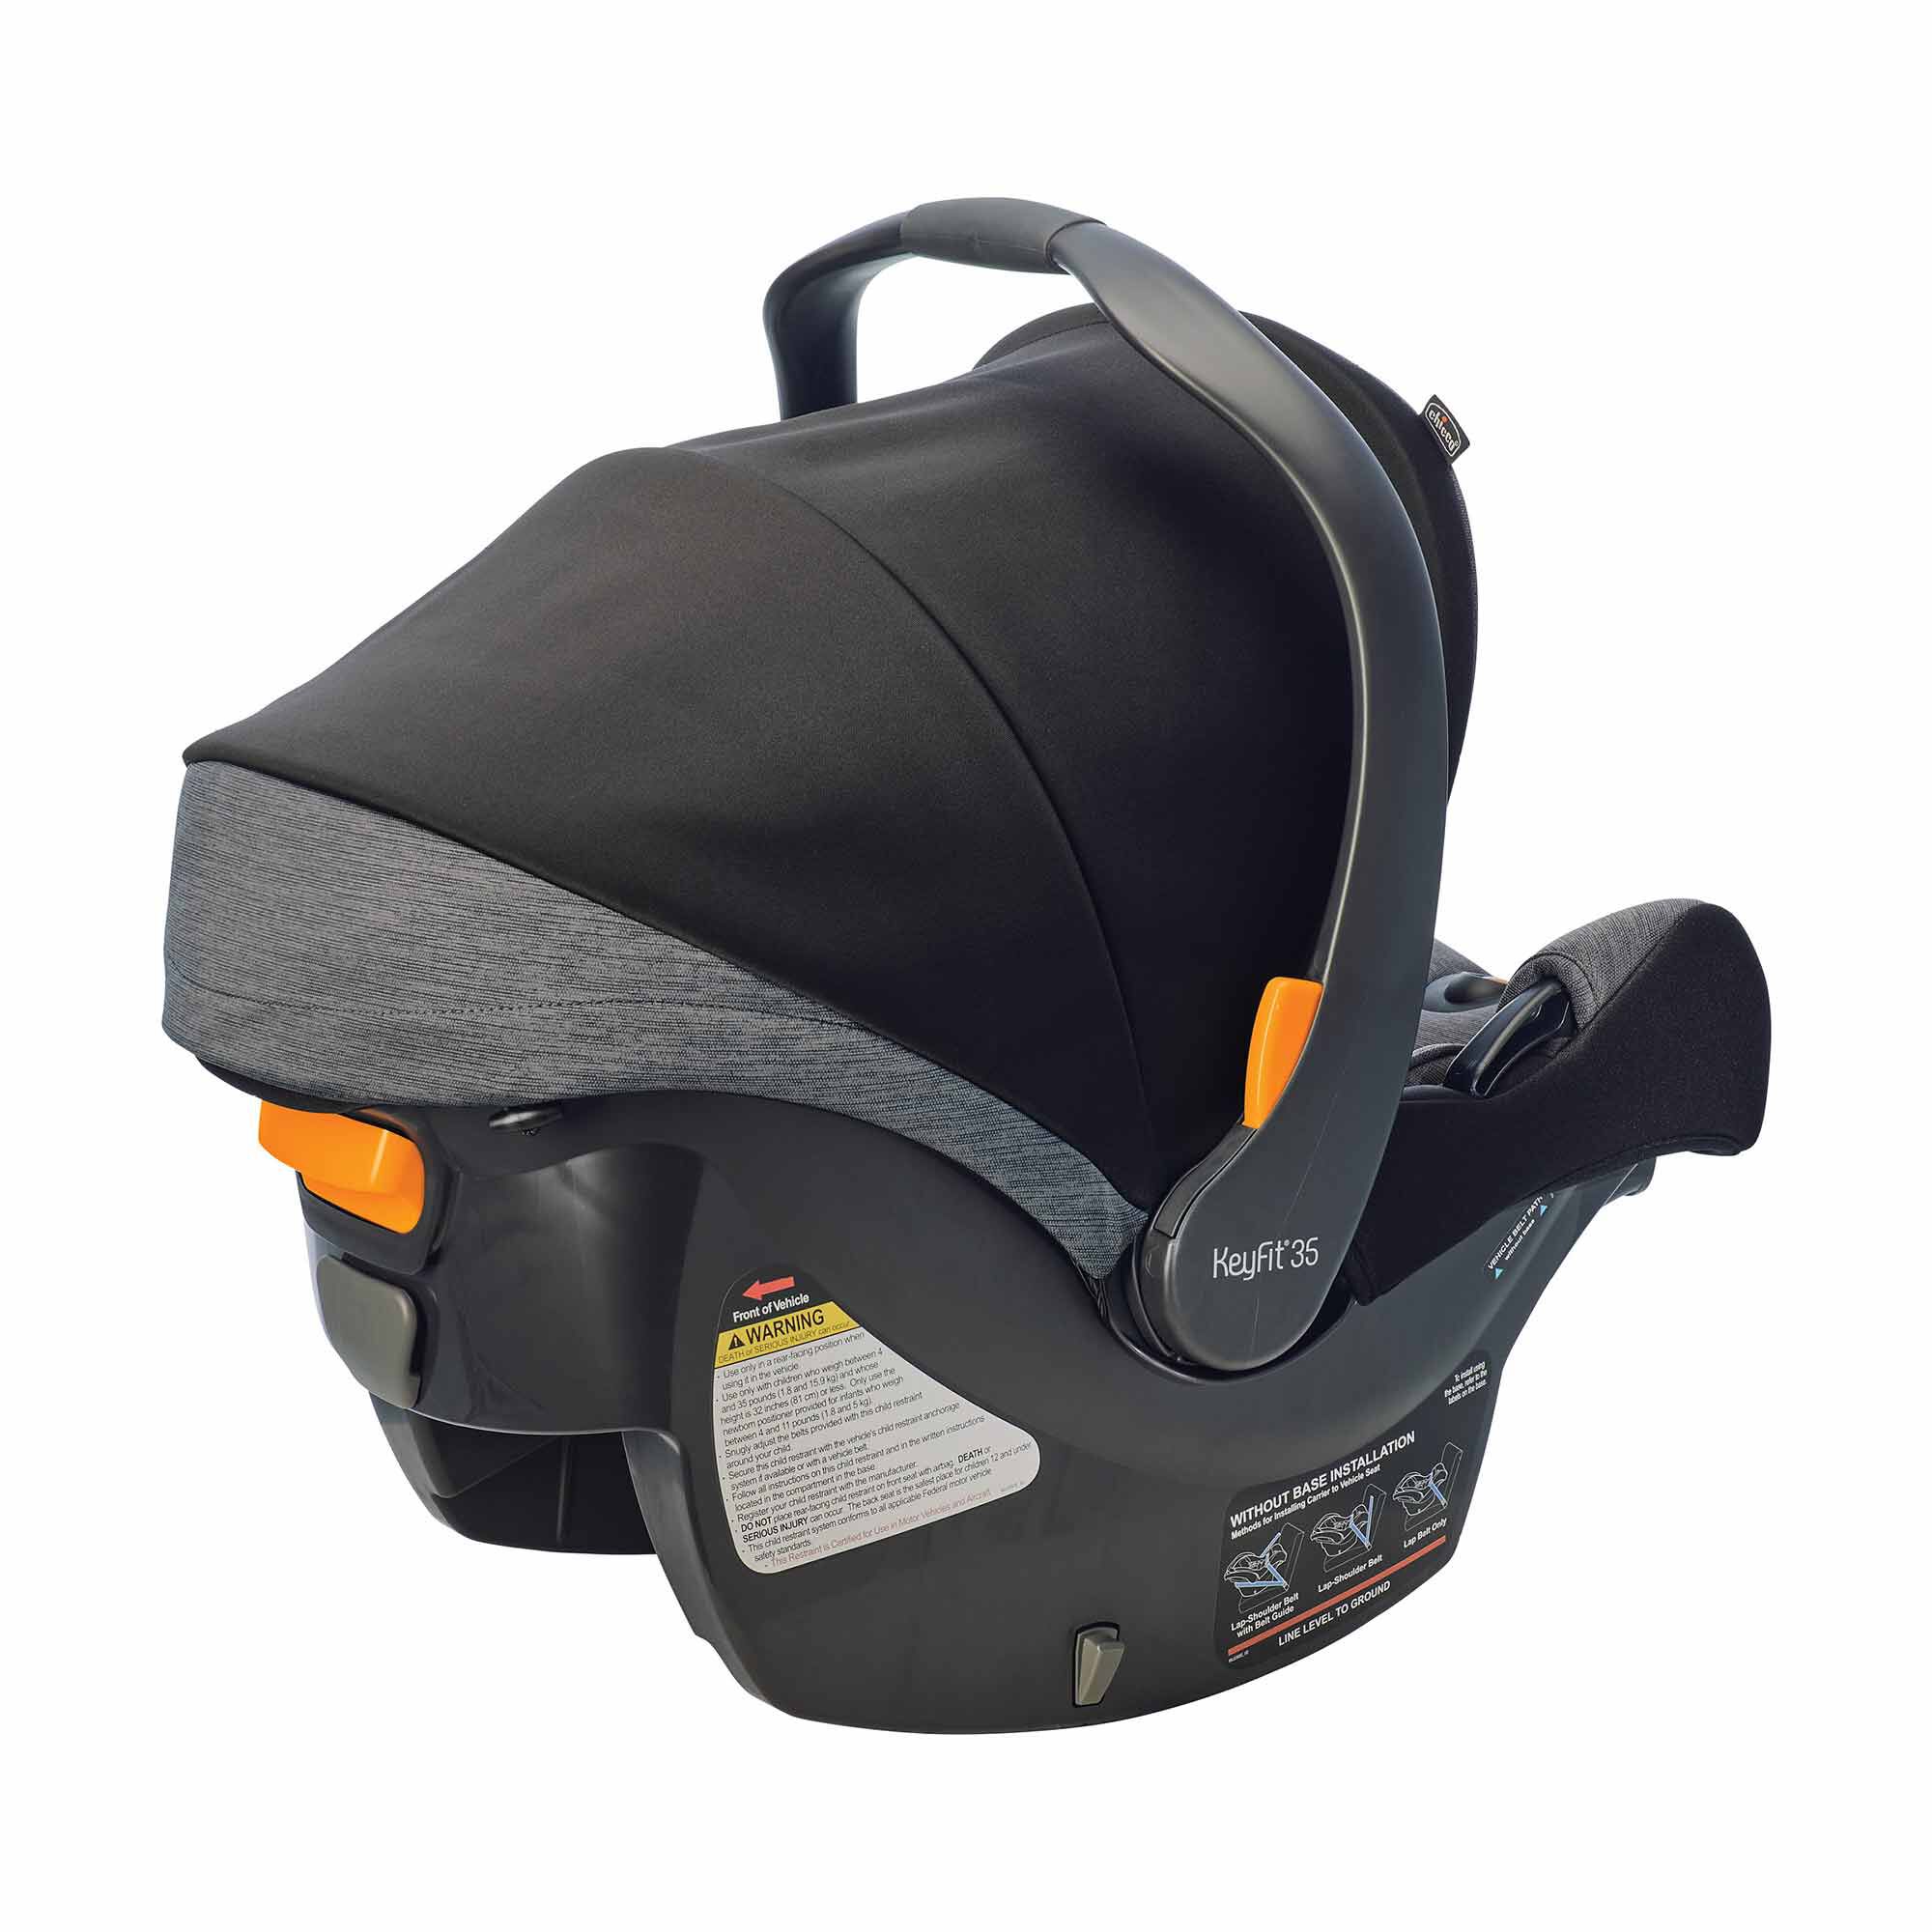 chicco
KeyFit® 35
VEHICLE BELT PATH
without base
Front of Vehicle
WARNING
DEATH or SERIOUS INJURY can occur
· Use only in a rear-facing position when
using it in the vehicle.
· Use only with children who weigh between 4
and 35 pounds (1.8 and 15.9 kg) and whose
height is 32 inches (81 cm) or less. Only use the
newborn positioner provided for infants who weigh
between 4 and 11 pounds (1.8 and 5 kg).
· Snugly adjust the belts provided with this child restraint
around your child.
· Secure this child restraint with the vehicle's child restraint anchorage
system if available or with a vehicle belt.
· Follow all instructions on this child restraint and in the written instructions
located in the compartment in the base.
· Register your child restraint with the manufacturer.
· DO NOT place rear-facing child restraint on front seat with airbag. DEATH or
SERIOUS INJURY can occur. The back seat is the safest place for children 12 and under
· This child restraint system conforms to all applicable Federal motor vehicle
safety standards.
· This Restraint is Certified for Use in Motor Vehicles and Aircraft.
To install using
the base, refer to the
labels on the base.
WITHOUT BASE INSTALLATION
Methods for Installing Carrier to Vehicle Seat
Lap-Shoulder Belt
with Belt Guide
Lap-Shoulder Belt
Lap Belt Only
LINE LEVEL TO GROUND